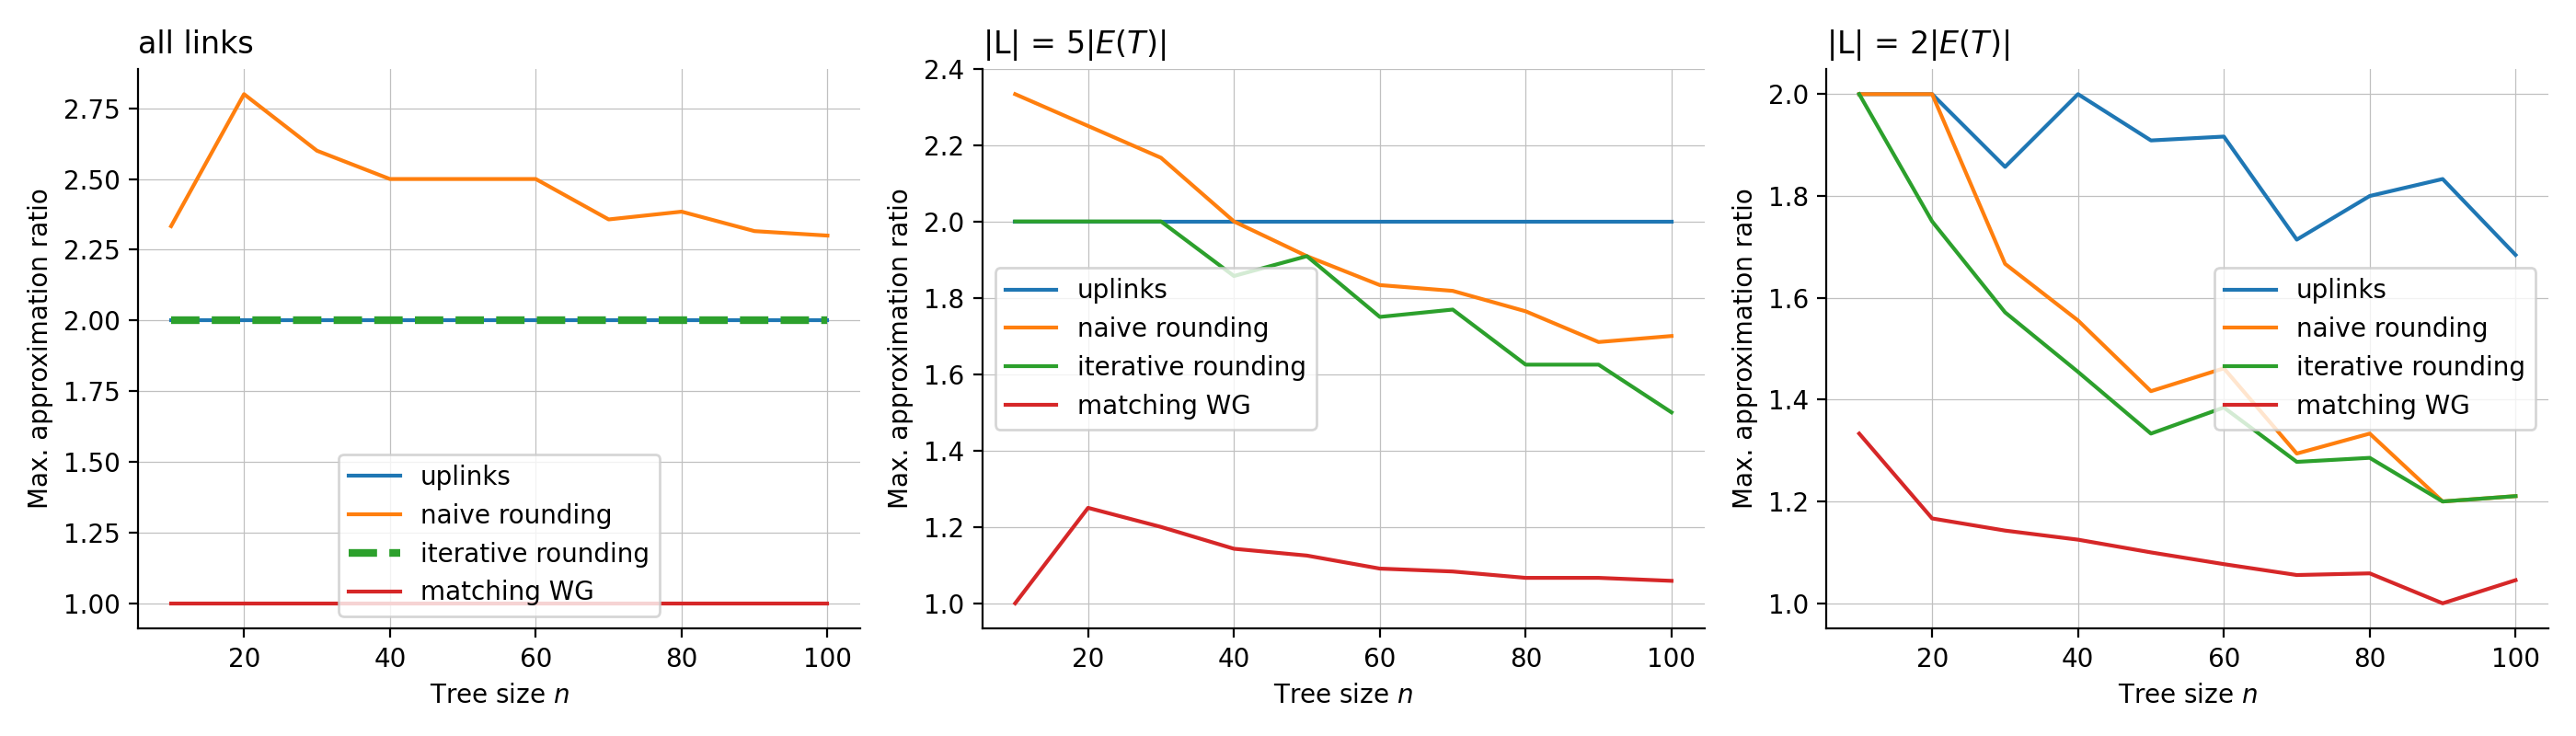 all links
Max. approximation ratio
2.75
2.50
2.25
2.00
1.75
1.50
1.25
1.00
uplinks
naive rounding
iterative rounding
matching WG
20 40 60 80 100
Tree size n
|L| = 5|E(T)|
Max. approximation ratio
2.4
2.2
2.0
1.8
1.6
1.4
1.2
1.0
uplinks
naive rounding
iterative rounding
matching WG
20 40 60 80 100
Tree size n
|L| = 2|E(T)|
Max. approximation ratio
2.0
1.8
1.6
1.4
1.2
1.0
uplinks
naive rounding
iterative rounding
matching WG
20 40 60 80 100
Tree size n